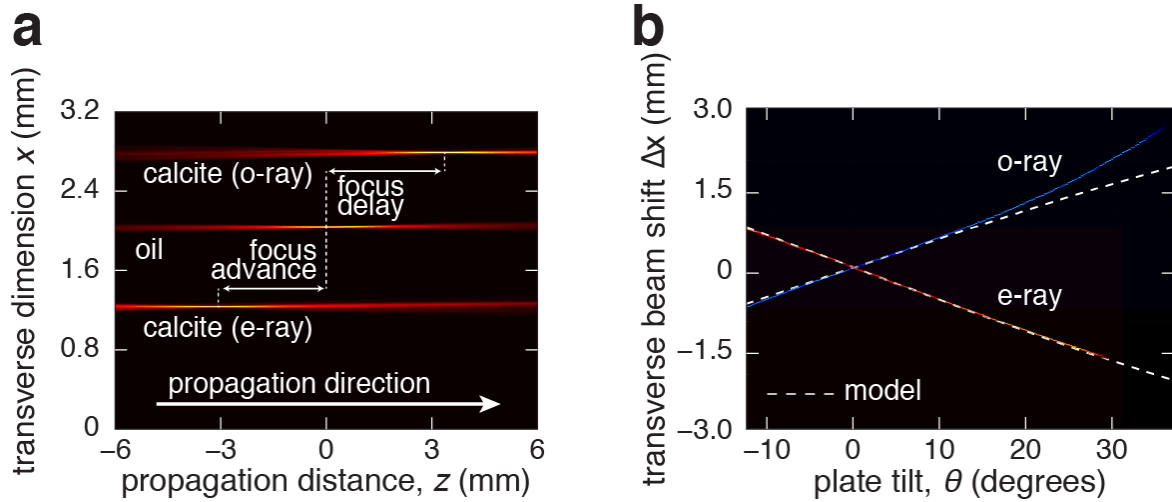 a
transverse dimension x (mm)
3.2
2.4
1.6
0.8
0
calcite (o-ray)
focus
delay
oil
focus
advance
calcite (e-ray)
propagation direction
−6
−3
0
3
6
propagation distance, z (mm)
b
transverse beam shift Δx (mm)
3.0
1.5
0
−1.5
−3.0
o-ray
e-ray
model
−10
0
10
20
30
plate tilt, θ (degrees)